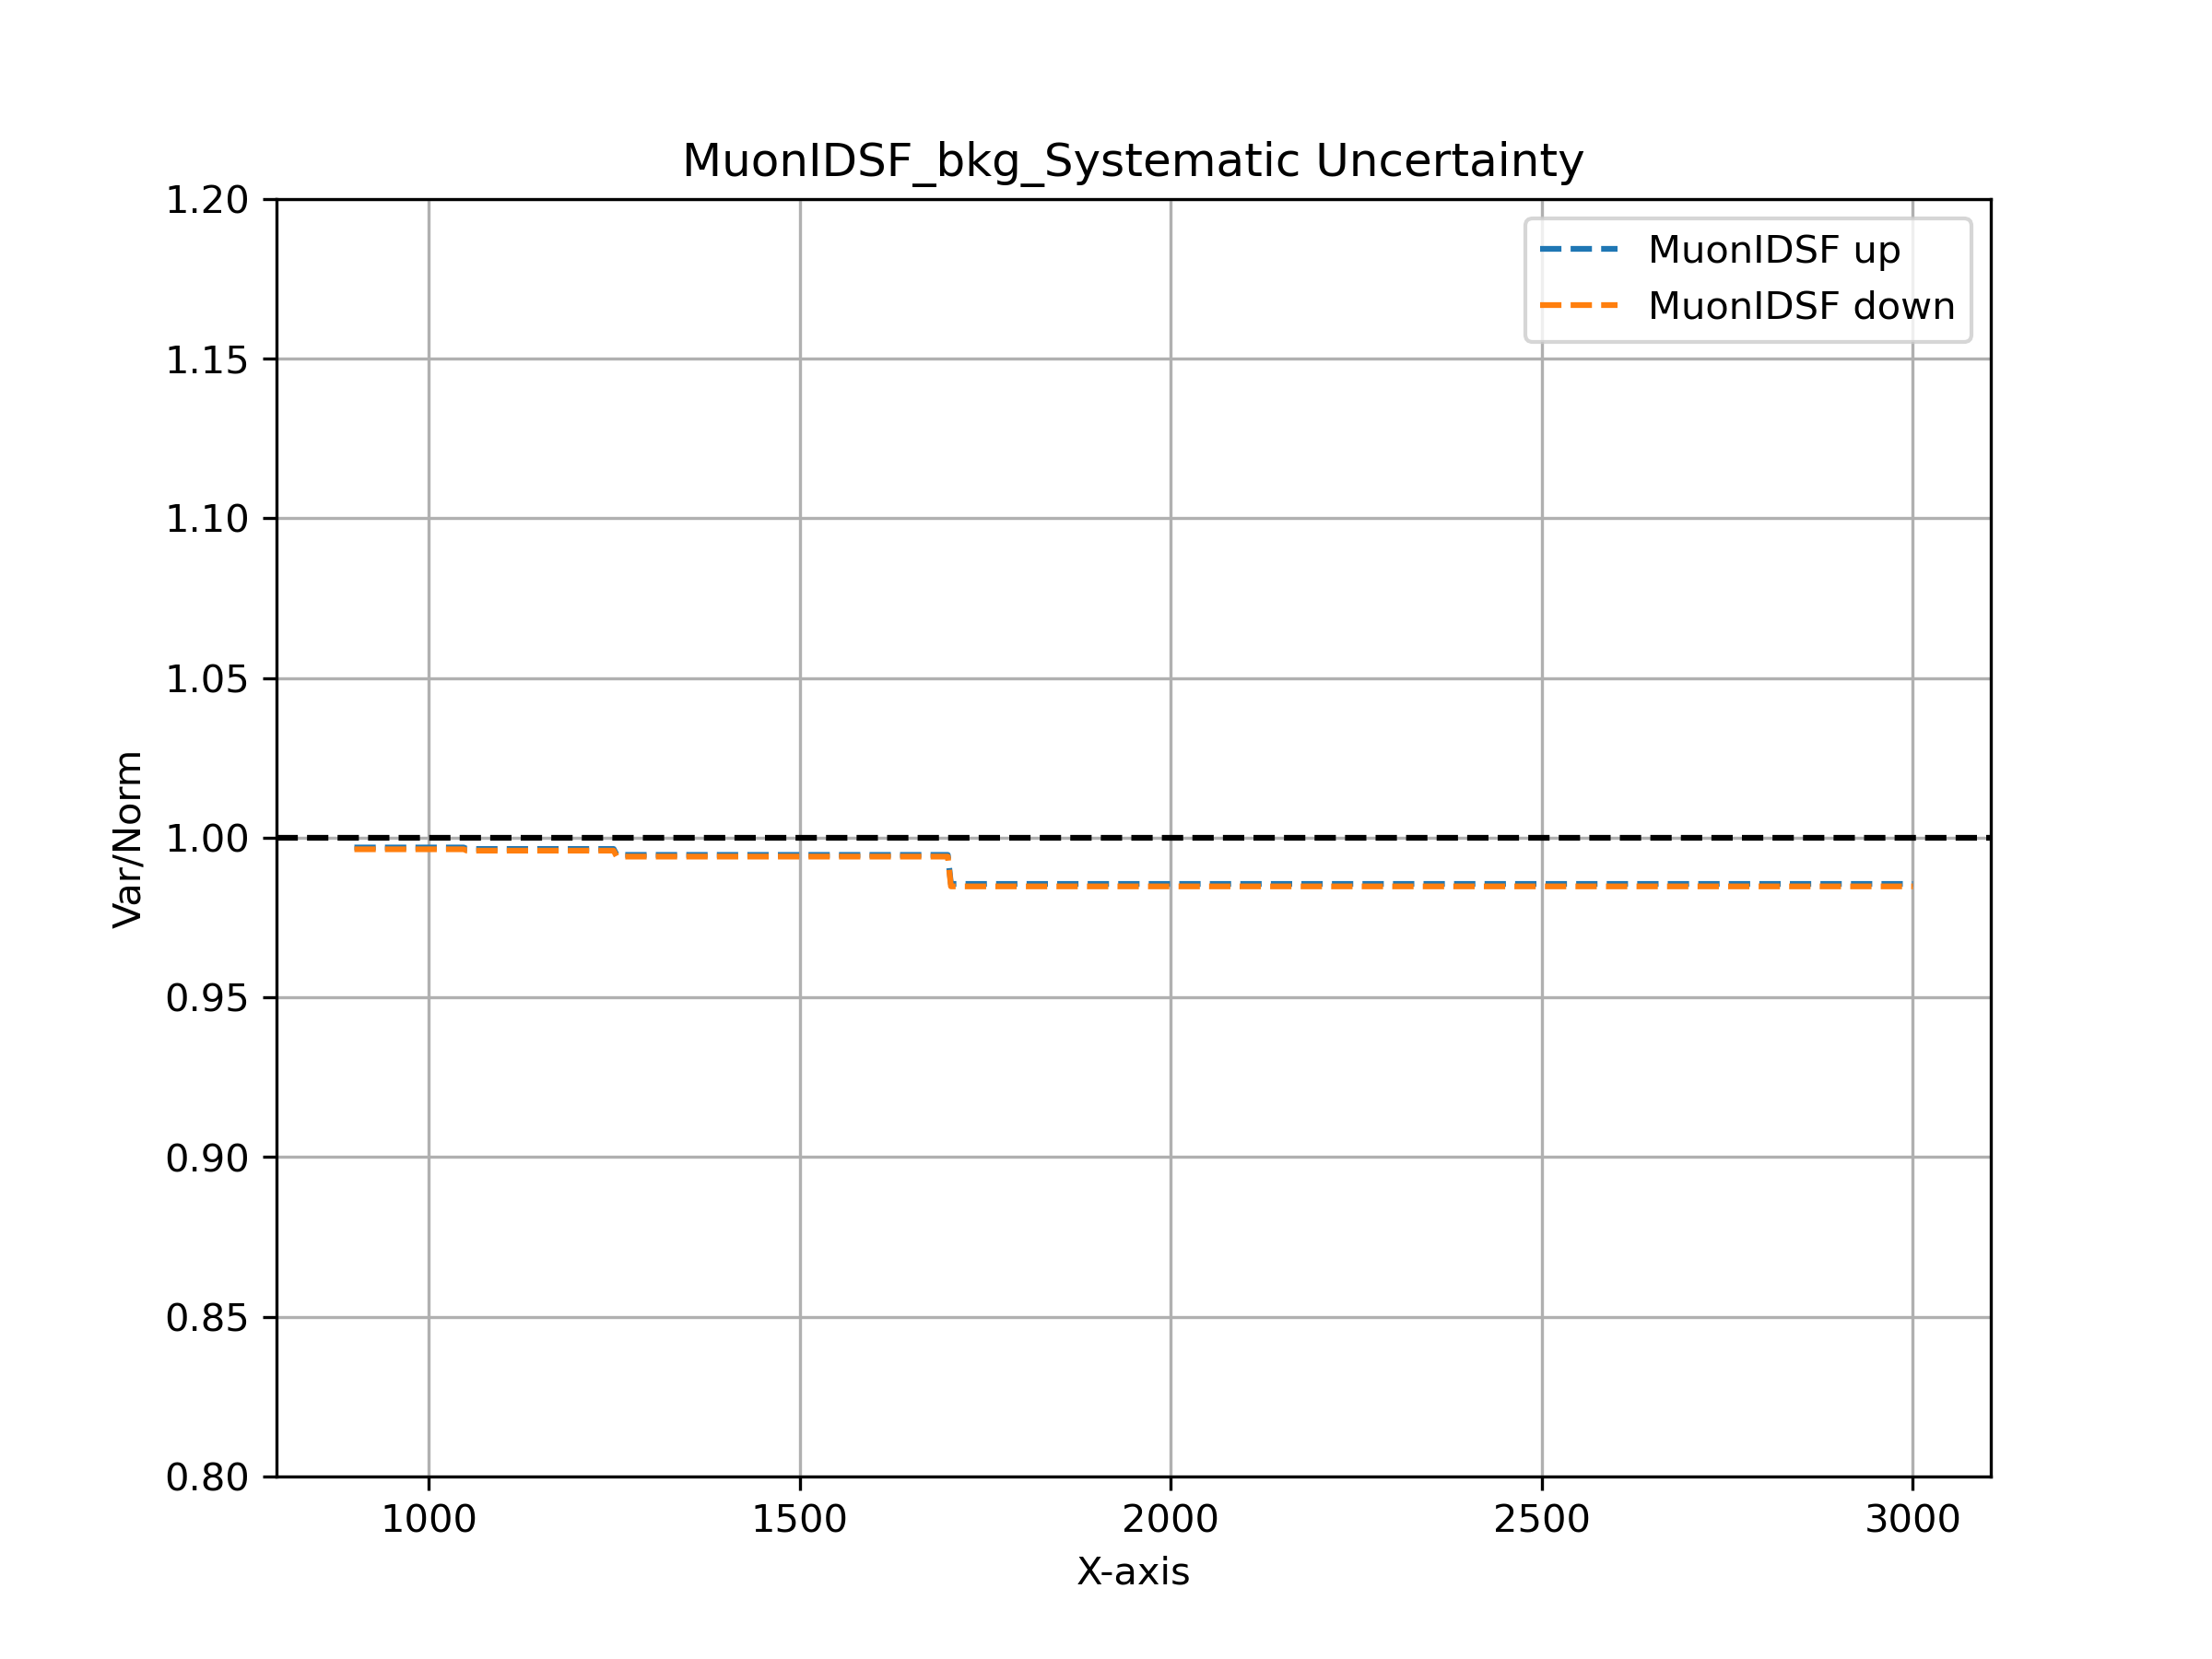 MuonIDSF_bkg_Systematic Uncertainty
1.20
1.15
1.10
1.05
1.00
0.95
0.90
0.85
0.80
Var/Norm
MuonIDSF up
MuonIDSF down
1000 1500 2000 2500 3000
X-axis